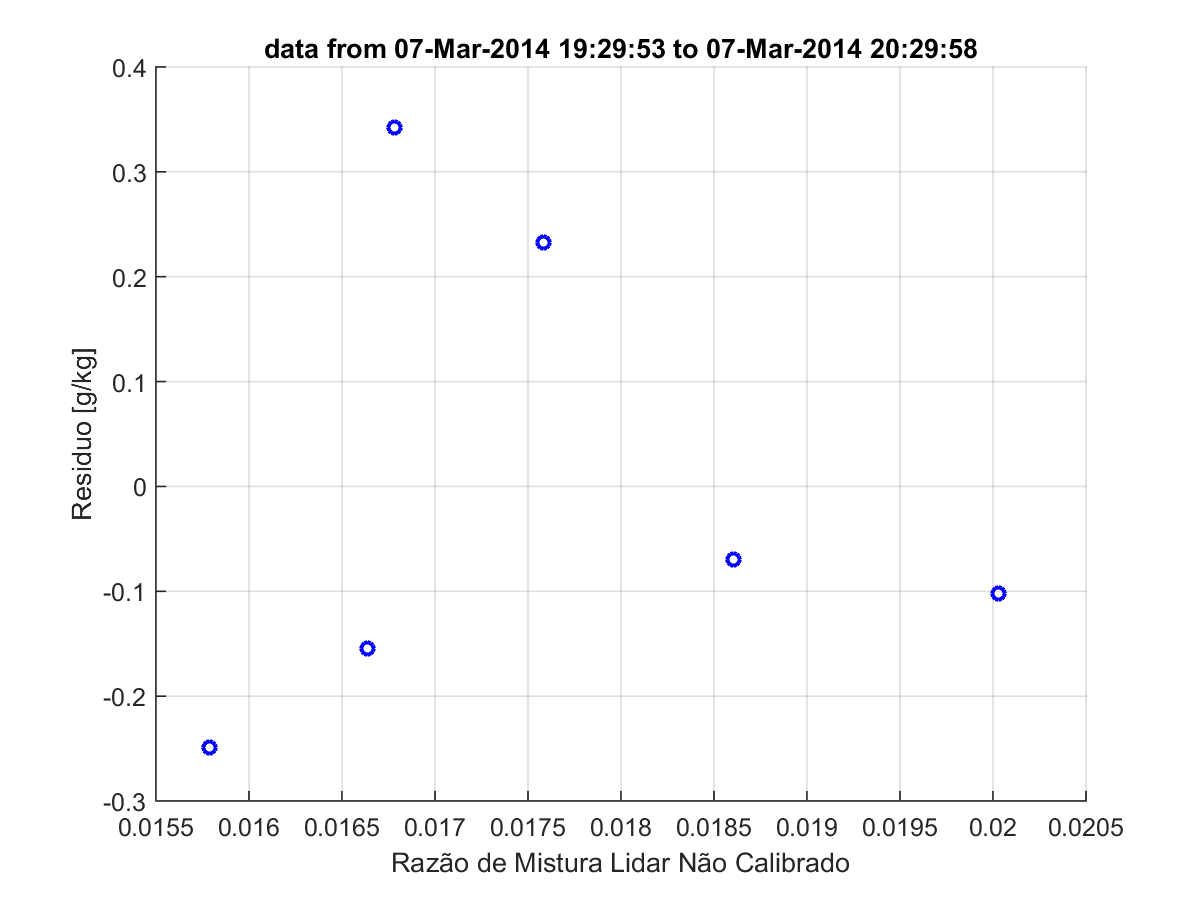 data from 07-Mar-2014 19:29:53 to 07-Mar-2014 20:29:58
0.4
0.3
0.2
0.1
0
-0.1
-0.2
-0.3
Residuo [g/kg]
0.0155 0.016 0.0165 0.017 0.0175 0.018 0.0185 0.019 0.0195 0.02 0.0205
Razão de Mistura Lidar Não Calibrado